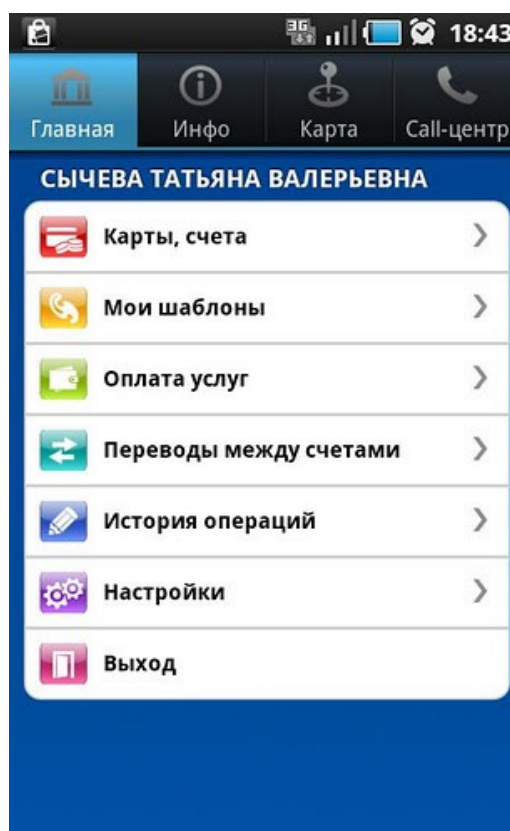 3G 18:43
Главная Инфо Карта Call-центр
СЫЧЕВА ТАТЬЯНА ВАЛЕРЬЕВНА
Карты, счета
Мои шаблоны
Оплата услуг
Переводы между счетами
История операций
Настройки
Выход